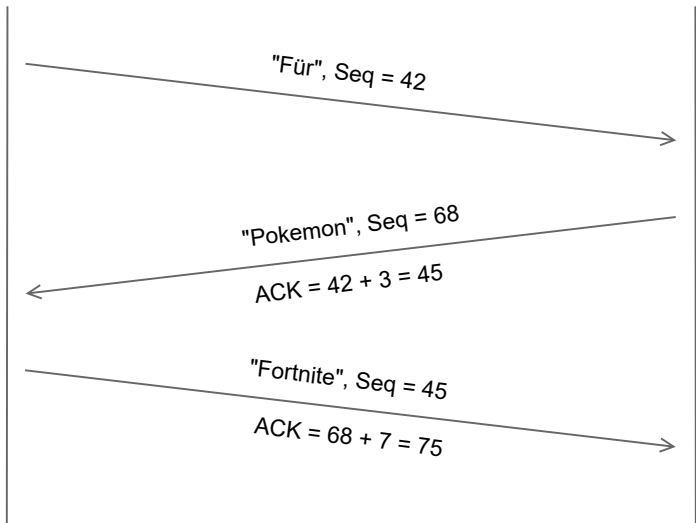 "Für", Seq = 42
"Pokemon", Seq = 68
ACK = 42 + 3 = 45
"Fortnite", Seq = 45
ACK = 68 + 7 = 75